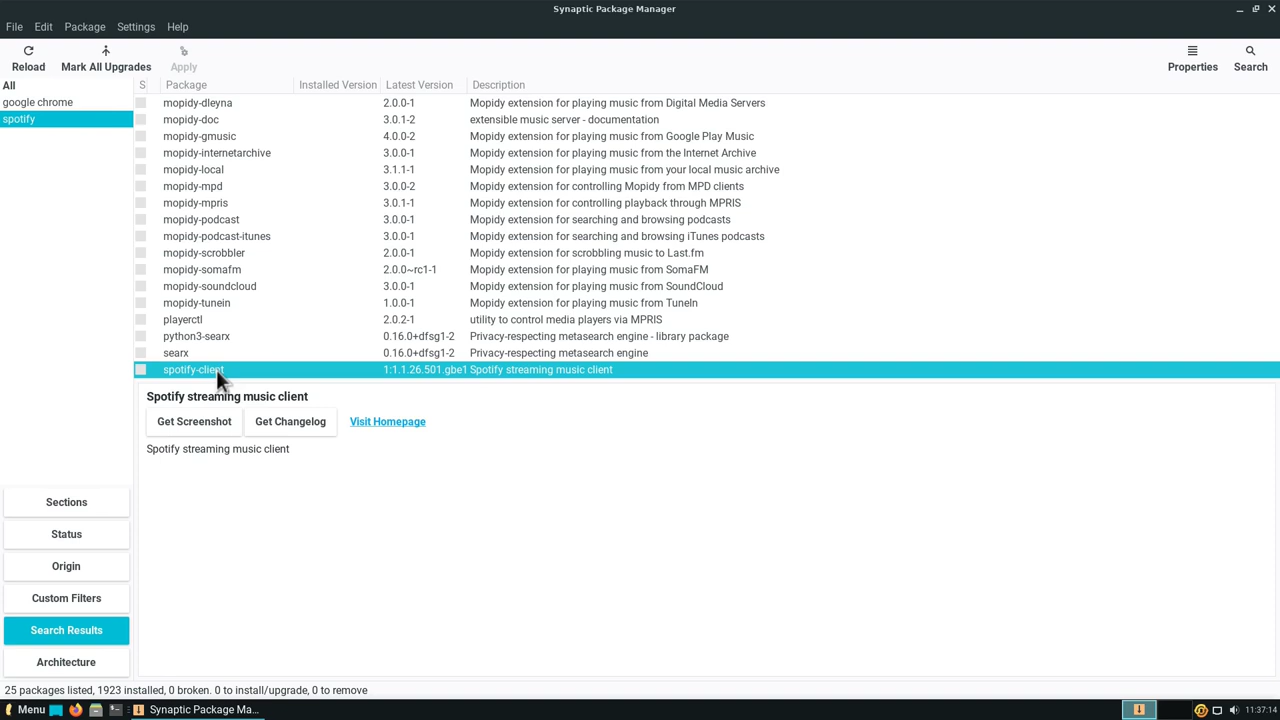 Synaptic Package Manager
File Edit Package Settings Help
Reload Mark All Upgrades Apply Properties Search
All
google chrome
spotify
S Package Installed Version Latest Version Description
mopidy-dleyna 2.0.0-1 Mopidy extension for playing music from Digital Media Servers
mopidy-doc 3.0.1-2 extensible music server - documentation
mopidy-gmusic 4.0.0-2 Mopidy extension for playing music from Google Play Music
mopidy-internetarchive 3.0.0-1 Mopidy extension for playing music from the Internet Archive
mopidy-local 3.1.1-1 Mopidy extension for playing music from your local music archive
mopidy-mpd 3.0.0-2 Mopidy extension for controlling Mopidy from MPD clients
mopidy-mpris 3.0.1-1 Mopidy extension for controlling playback through MPRIS
mopidy-podcast 3.0.0-1 Mopidy extension for searching and browsing podcasts
mopidy-podcast-itunes 3.0.0-1 Mopidy extension for searching and browsing iTunes podcasts
mopidy-scrobbler 2.0.0-1 Mopidy extension for scrobbling music to Last.fm
mopidy-somafm 2.0.0~rc1-1 Mopidy extension for playing music from SomaFM
mopidy-soundcloud 3.0.0-1 Mopidy extension for playing music from SoundCloud
mopidy-tunein 1.0.0-1 Mopidy extension for playing music from TuneIn
playerctl 2.0.2-1 utility to control media players via MPRIS
python3-searx 0.16.0+dfsg1-2 Privacy-respecting metasearch engine - library package
searx 0.16.0+dfsg1-2 Privacy-respecting metasearch engine
spotify-client 1:1.1.26.501.gbe1 Spotify streaming music client
Spotify streaming music client
Get Screenshot Get Changelog Visit Homepage
Spotify streaming music client
Sections
Status
Origin
Custom Filters
Search Results
Architecture
25 packages listed, 1923 installed, 0 broken. 0 to install/upgrade, 0 to remove
Menu Synaptic Package Ma... 11:37:14